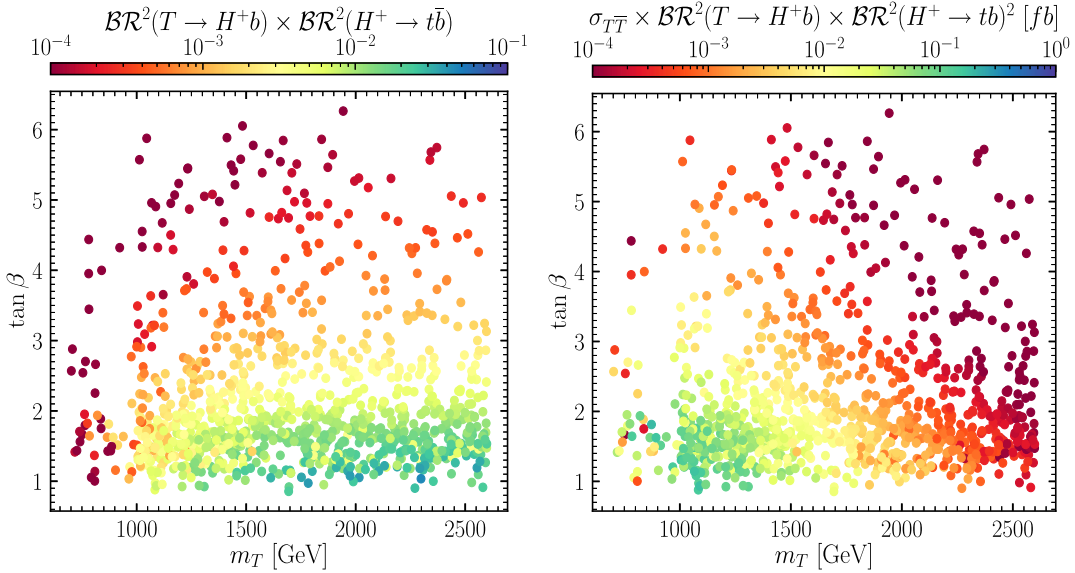 𝓑𝓡²(T → H⁺b) × 𝓑𝓡²(H⁺ → tb̄)
10⁻⁴ 10⁻³ 10⁻² 10⁻¹
tan β
6
5
4
3
2
1
1000 1500 2000 2500
m_T [GeV]
σ_{TT̅} × 𝓑𝓡²(T → H⁺b) × 𝓑𝓡²(H⁺ → tb)² [fb]
10⁻⁴ 10⁻³ 10⁻² 10⁻¹ 10⁰
tan β
6
5
4
3
2
1
1000 1500 2000 2500
m_T [GeV]